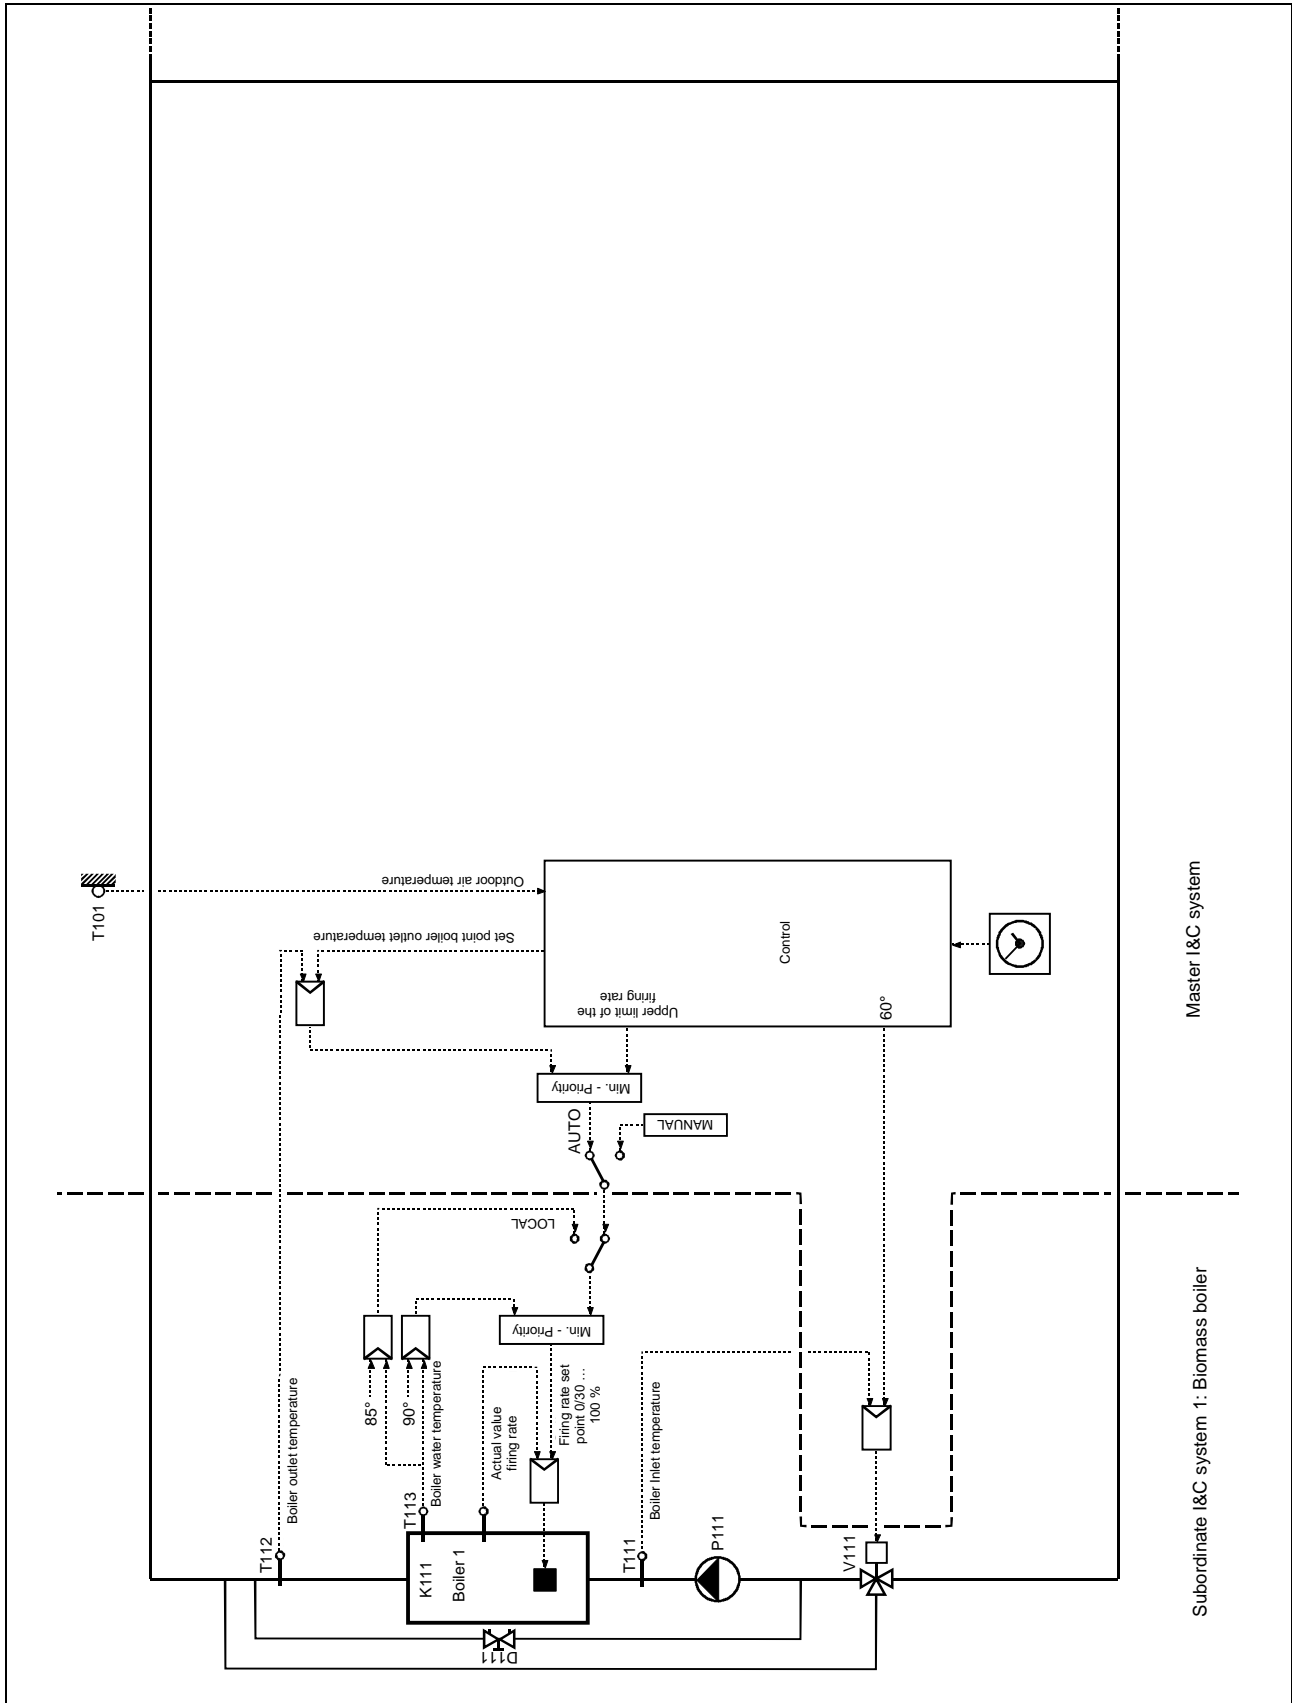 T101
Outdoor air temperature
Set point boiler outlet temperature
Upper limit of the
firing rate
Control
60°
Master I&C system
Min. - Priority
AUTO
MANUAL
LOCAL
Min. - Priority
85°
90°
Boiler water temperature
Boiler outlet temperature
Actual value
firing rate
Firing rate set
point 0/30 ...
100 %
Boiler Inlet temperature
T112
T113
K111
Boiler 1
T111
P111
V111
D111
Subordinate I&C system 1: Biomass boiler